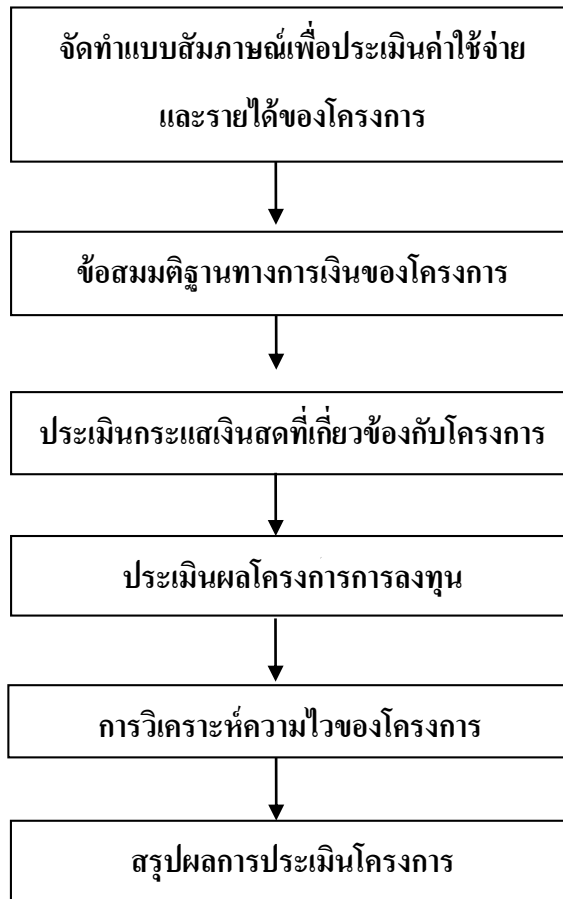 จัดทำแบบสัมภาษณ์เพื่อประเมินค่าใช้จ่าย
และรายได้ของโครงการ
ข้อสมมติฐานทางการเงินของโครงการ
ประเมินกระแสเงินสดที่เกี่ยวข้องกับโครงการ
ประเมินผลโครงการการลงทุน
การวิเคราะห์ความไวของโครงการ
สรุปผลการประเมินโครงการ